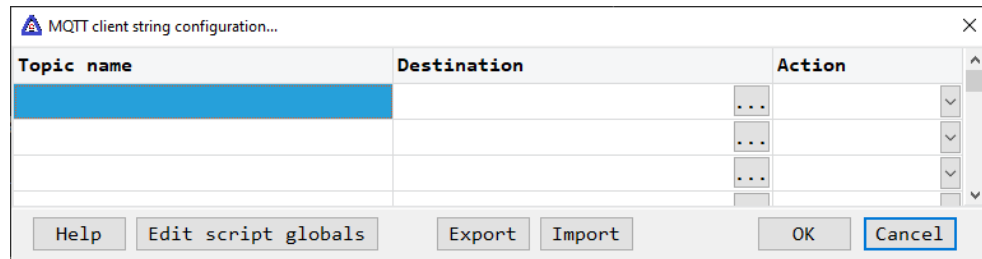 MQTT client string configuration...
Topic name Destination Action
...
...
...
Help Edit script globals Export Import OK Cancel